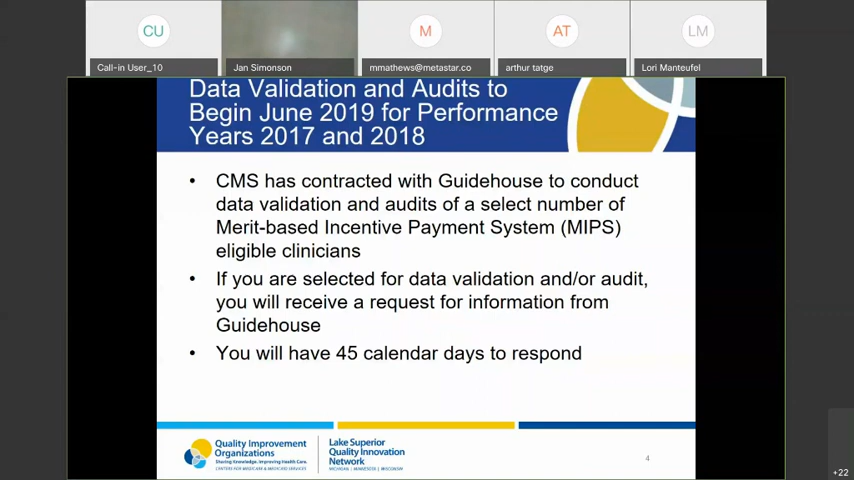 CU
M
AT
LM
Call-in User_10
Jan Simonson
mmathews@metastar.co
arthur tatge
Lori Manteufel
Data Validation and Audits to
Begin June 2019 for Performance
Years 2017 and 2018
• CMS has contracted with Guidehouse to conduct
data validation and audits of a select number of
Merit-based Incentive Payment System (MIPS)
eligible clinicians
• If you are selected for data validation and/or audit,
you will receive a request for information from
Guidehouse
• You will have 45 calendar days to respond
Quality Improvement
Organizations
Sharing Knowledge. Improving Health Care.
CENTERS FOR MEDICARE & MEDICAID SERVICES
Lake Superior
Quality Innovation
Network
MICHIGAN | MINNESOTA | WISCONSIN
4
+22